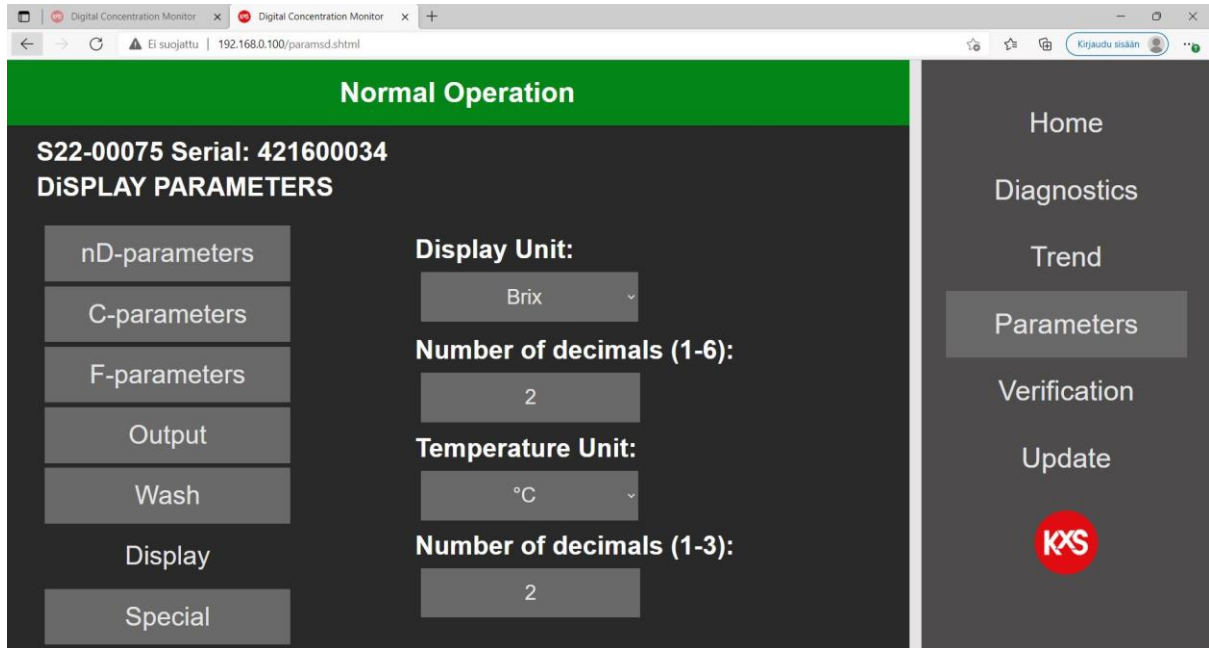 Digital Concentration Monitor
Digital Concentration Monitor
Ei suojattu | 192.168.0.100/paramsd.shtml
Kirjaudu sisään
Normal Operation
S22-00075 Serial: 421600034
DiSPLAY PARAMETERS
nD-parameters
C-parameters
F-parameters
Output
Wash
Display
Special
Display Unit:
Brix
Number of decimals (1-6):
2
Temperature Unit:
°C
Number of decimals (1-3):
2
Home
Diagnostics
Trend
Parameters
Verification
Update
KXS